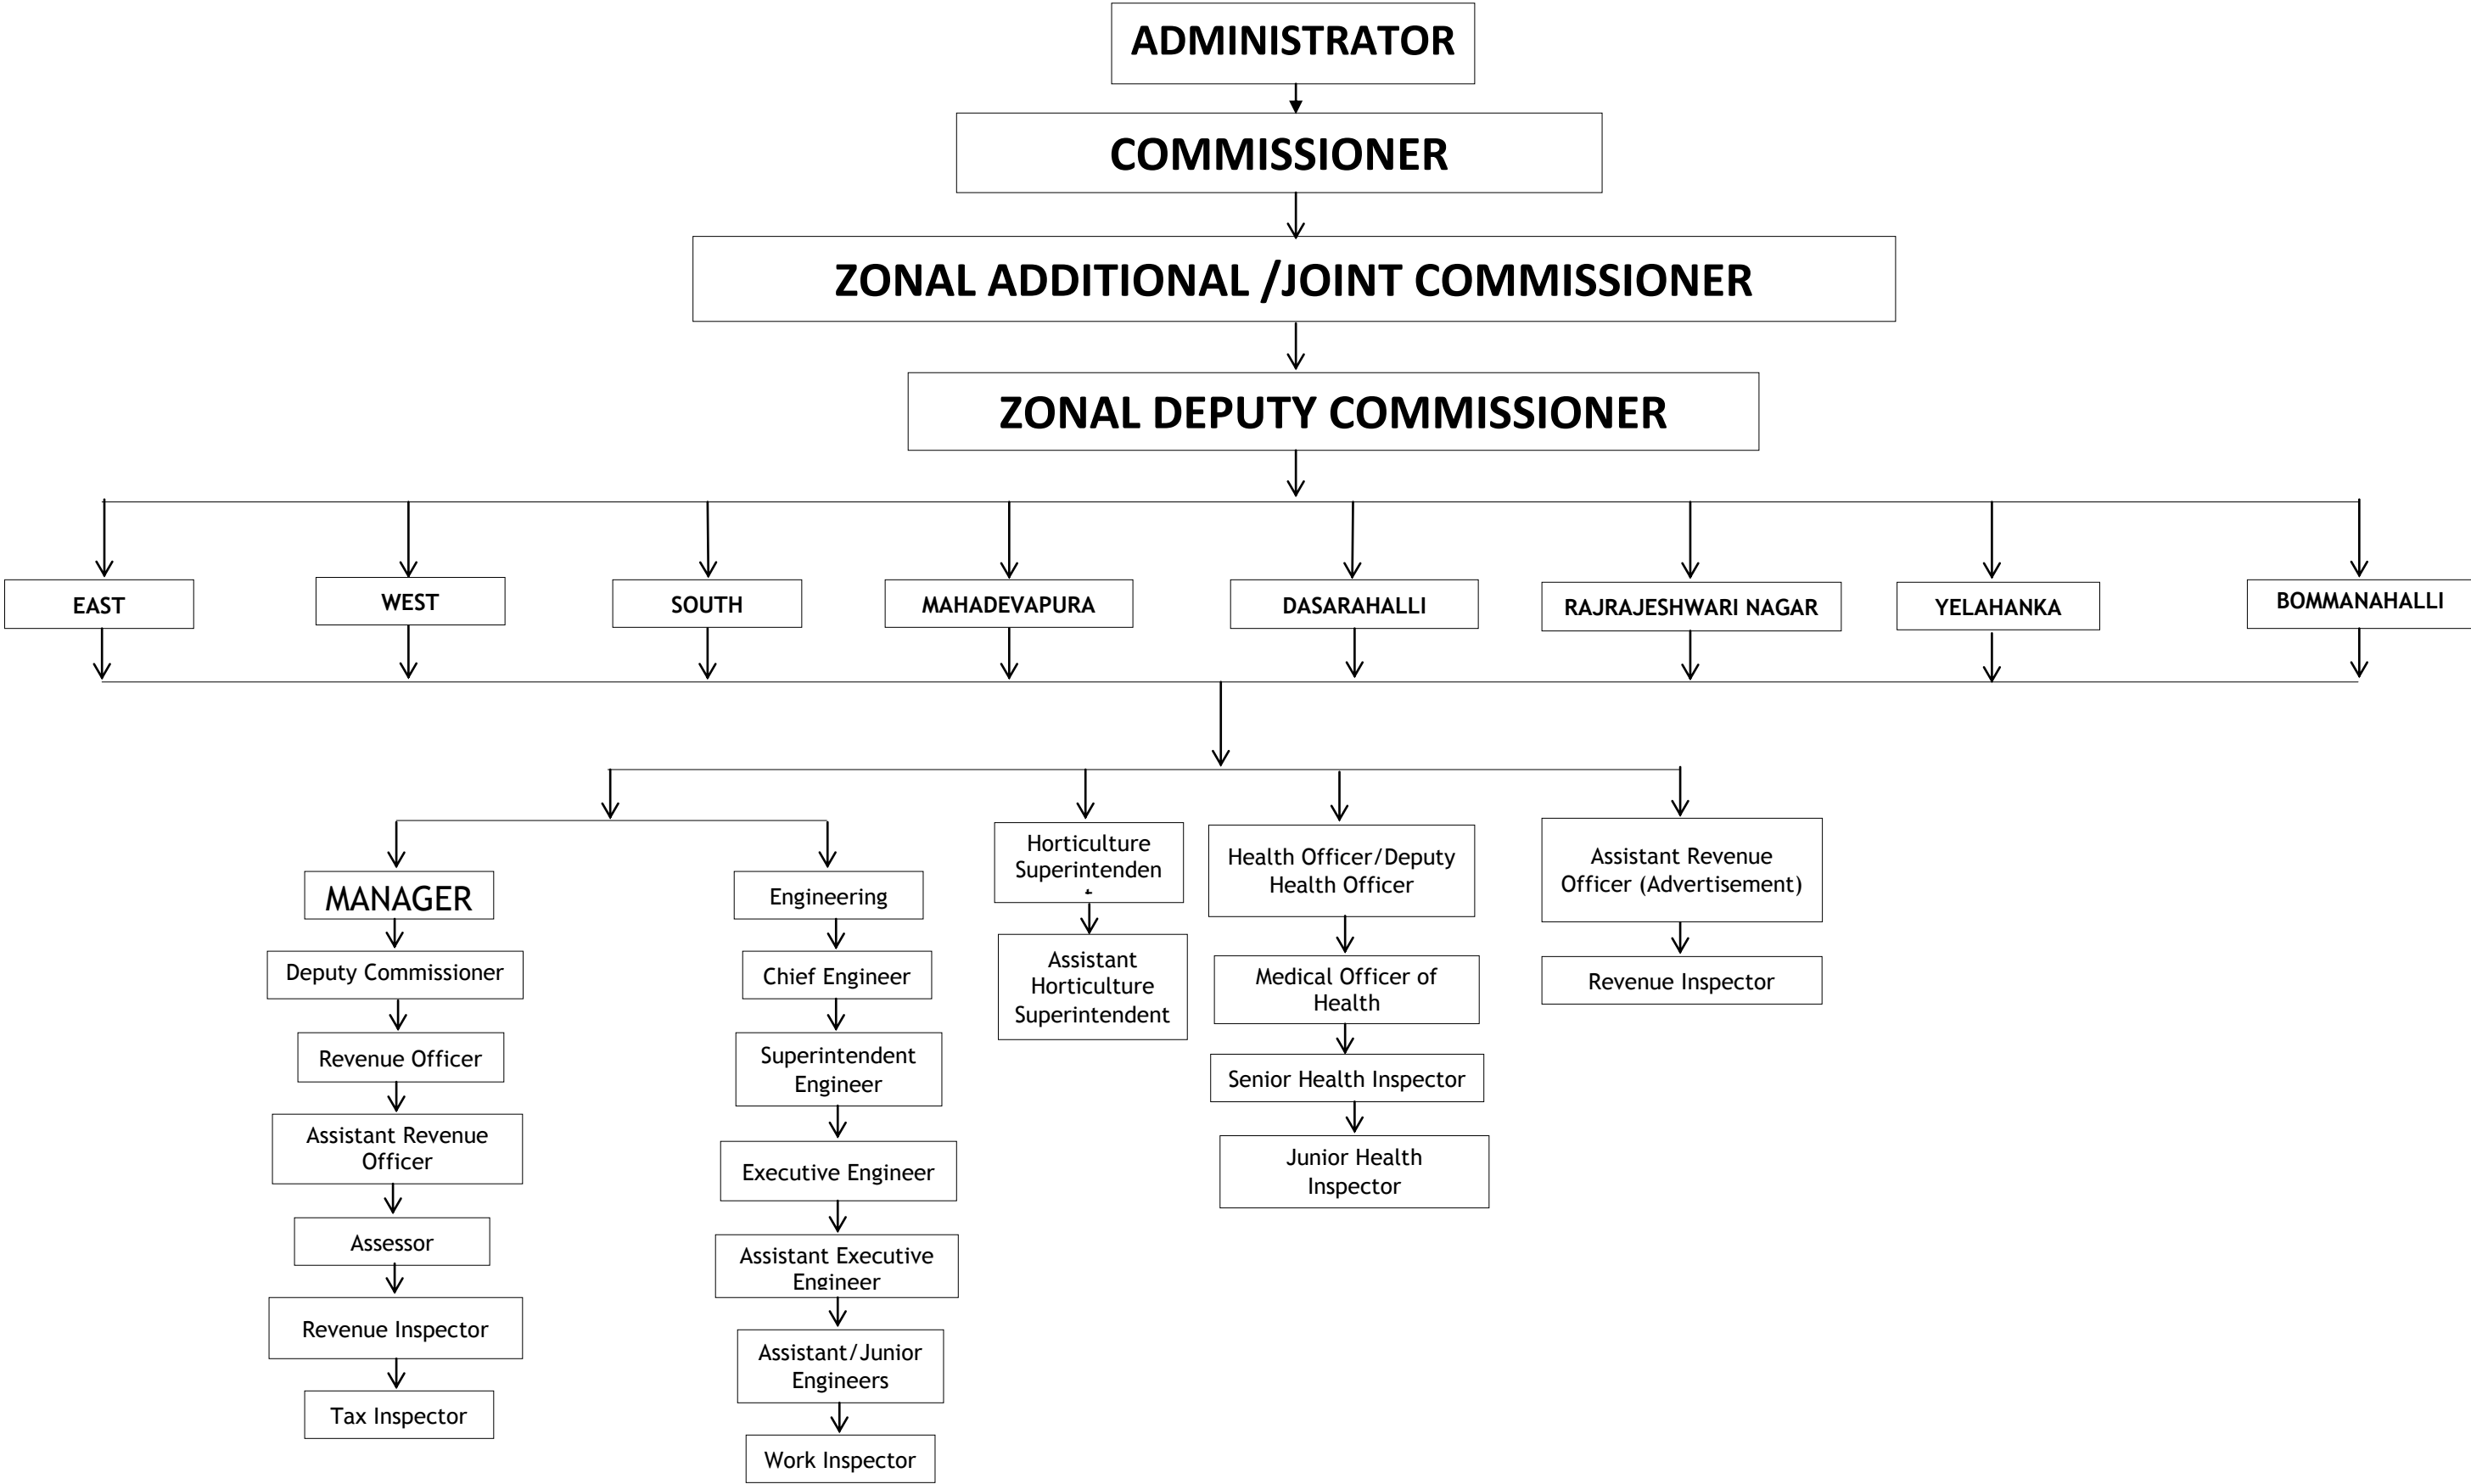 ADMINISTRATOR
COMMISSIONER
ZONAL ADDITIONAL /JOINT COMMISSIONER
ZONAL DEPUTY COMMISSIONER
EAST
WEST
SOUTH
MAHADEVAPURA
DASARAHALLI
RAJRAJESHWARI NAGAR
YELAHANKA
BOMMANAHALLI
MANAGER
Deputy Commissioner
Revenue Officer
Assistant Revenue
Officer
Assessor
Revenue Inspector
Tax Inspector
Engineering
Chief Engineer
Superintendent
Engineer
Executive Engineer
Assistant Executive
Engineer
Assistant/Junior
Engineers
Work Inspector
Horticulture
Superintenden
t
Assistant
Horticulture
Superintendent
Health Officer/Deputy
Health Officer
Medical Officer of
Health
Senior Health Inspector
Junior Health
Inspector
Assistant Revenue
Officer (Advertisement)
Revenue Inspector